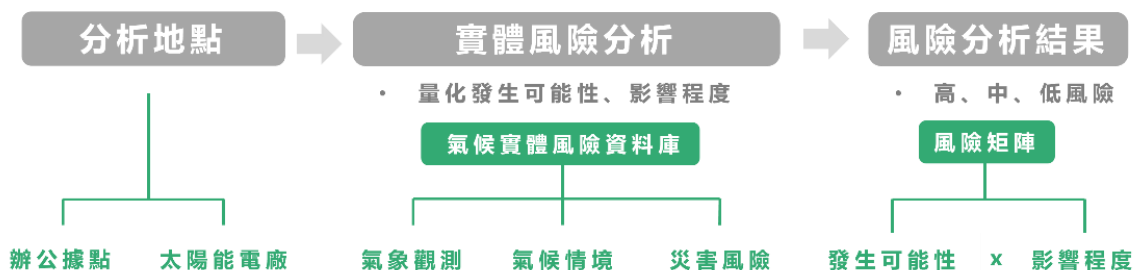 分析地點
實體風險分析
風險分析結果
• 量化發生可能性、影響程度
• 高、中、低風險
氣候實體風險資料庫
風險矩陣
辦公據點
太陽能電廠
氣象觀測
氣候情境
災害風險
發生可能性 x 影響程度